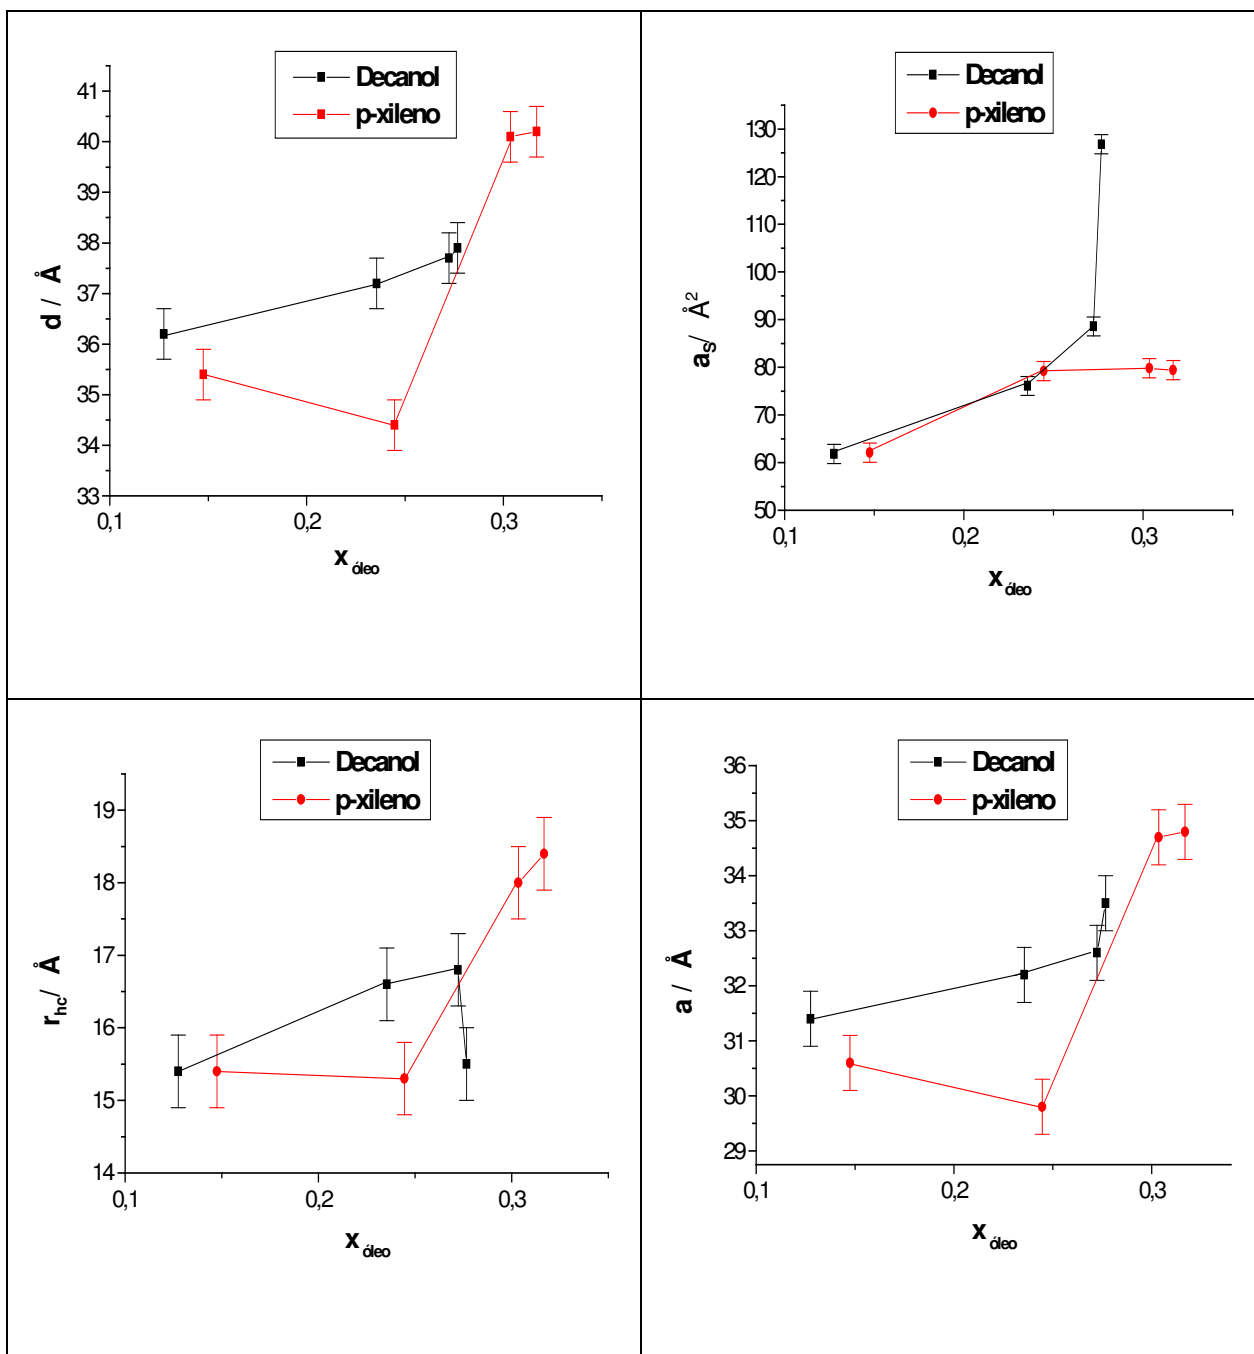 Decanol
p-xileno
41
40
39
38
37
36
35
34
33
0,1
0,2
0,3
d / Å
x óleo
Decanol
p-xileno
130
120
110
100
90
80
70
60
50
0,1
0,2
0,3
aS/ Å²
x óleo
Decanol
p-xileno
19
18
17
16
15
14
0,1
0,2
0,3
rhc/ Å
x óleo
Decanol
p-xileno
36
35
34
33
32
31
30
29
0,1
0,2
0,3
a / Å
x óleo